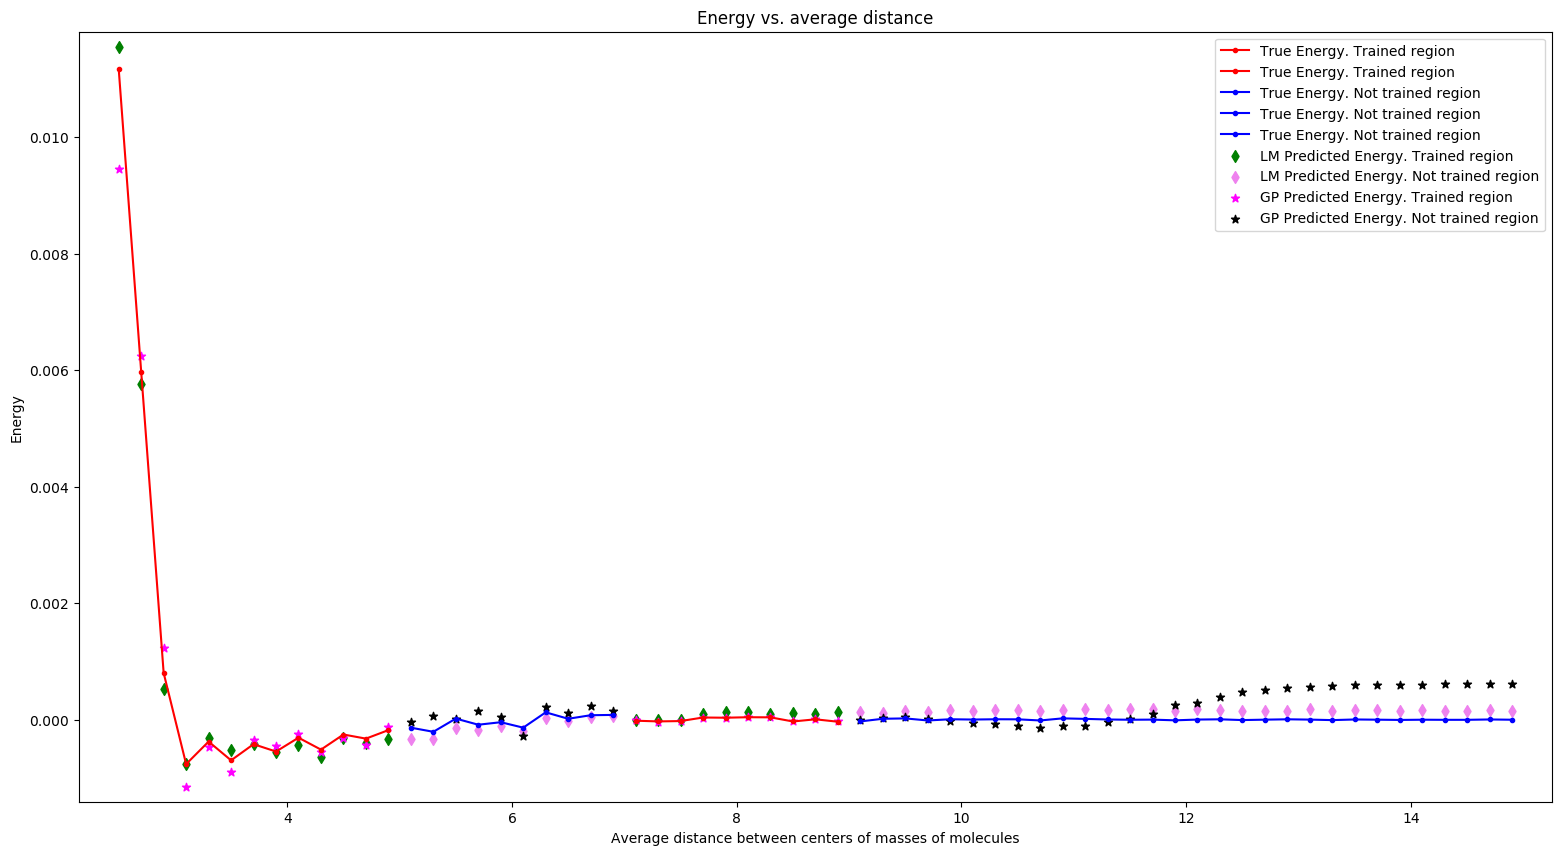 Energy vs. average distance
True Energy. Trained region
True Energy. Trained region
True Energy. Not trained region
True Energy. Not trained region
True Energy. Not trained region
LM Predicted Energy. Trained region
LM Predicted Energy. Not trained region
GP Predicted Energy. Trained region
GP Predicted Energy. Not trained region
Energy
0.010
0.008
0.006
0.004
0.002
0.000
4 6 8 10 12 14
Average distance between centers of masses of molecules